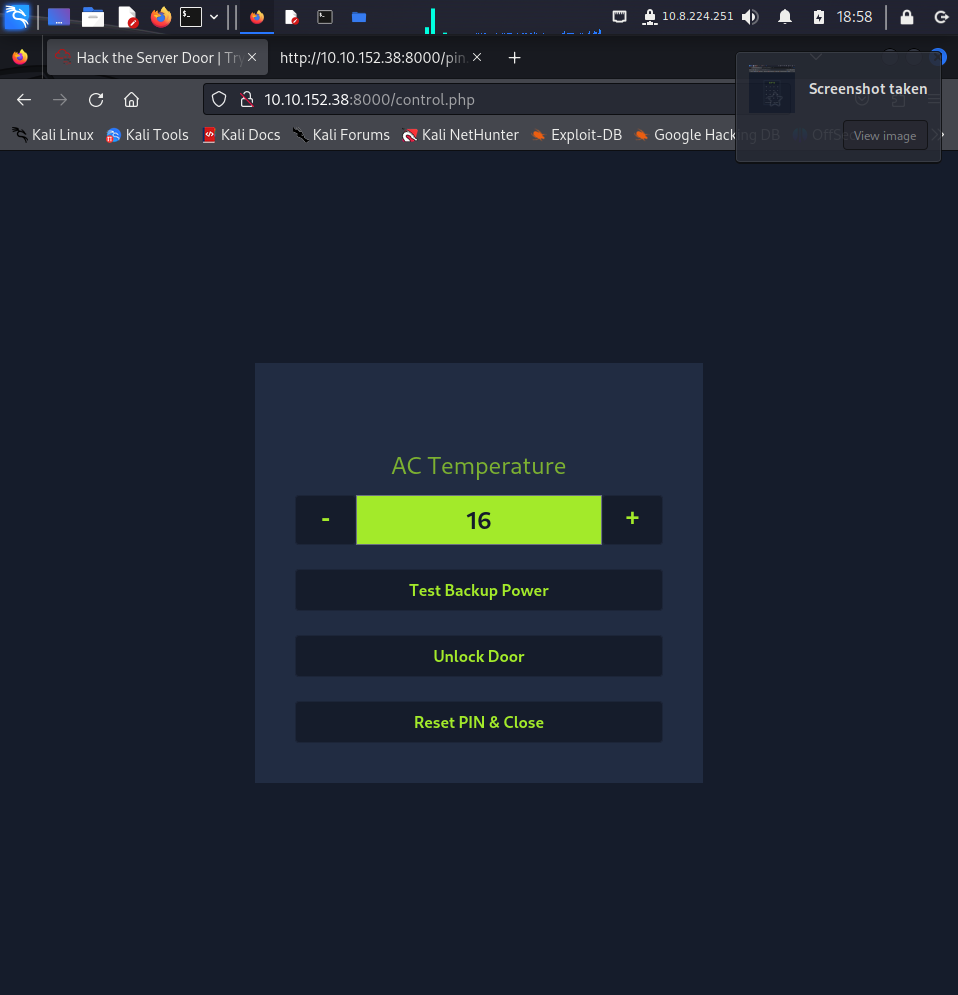 10.8.224.251 18:58
Hack the Server Door | Try
http://10.10.152.38:8000/pin
10.10.152.38:8000/control.php
Screenshot taken
View image
Kali Linux Kali Tools Kali Docs Kali Forums Kali NetHunter Exploit-DB Google Hacking DB OffSec
AC Temperature
- 16 +
Test Backup Power
Unlock Door
Reset PIN & Close